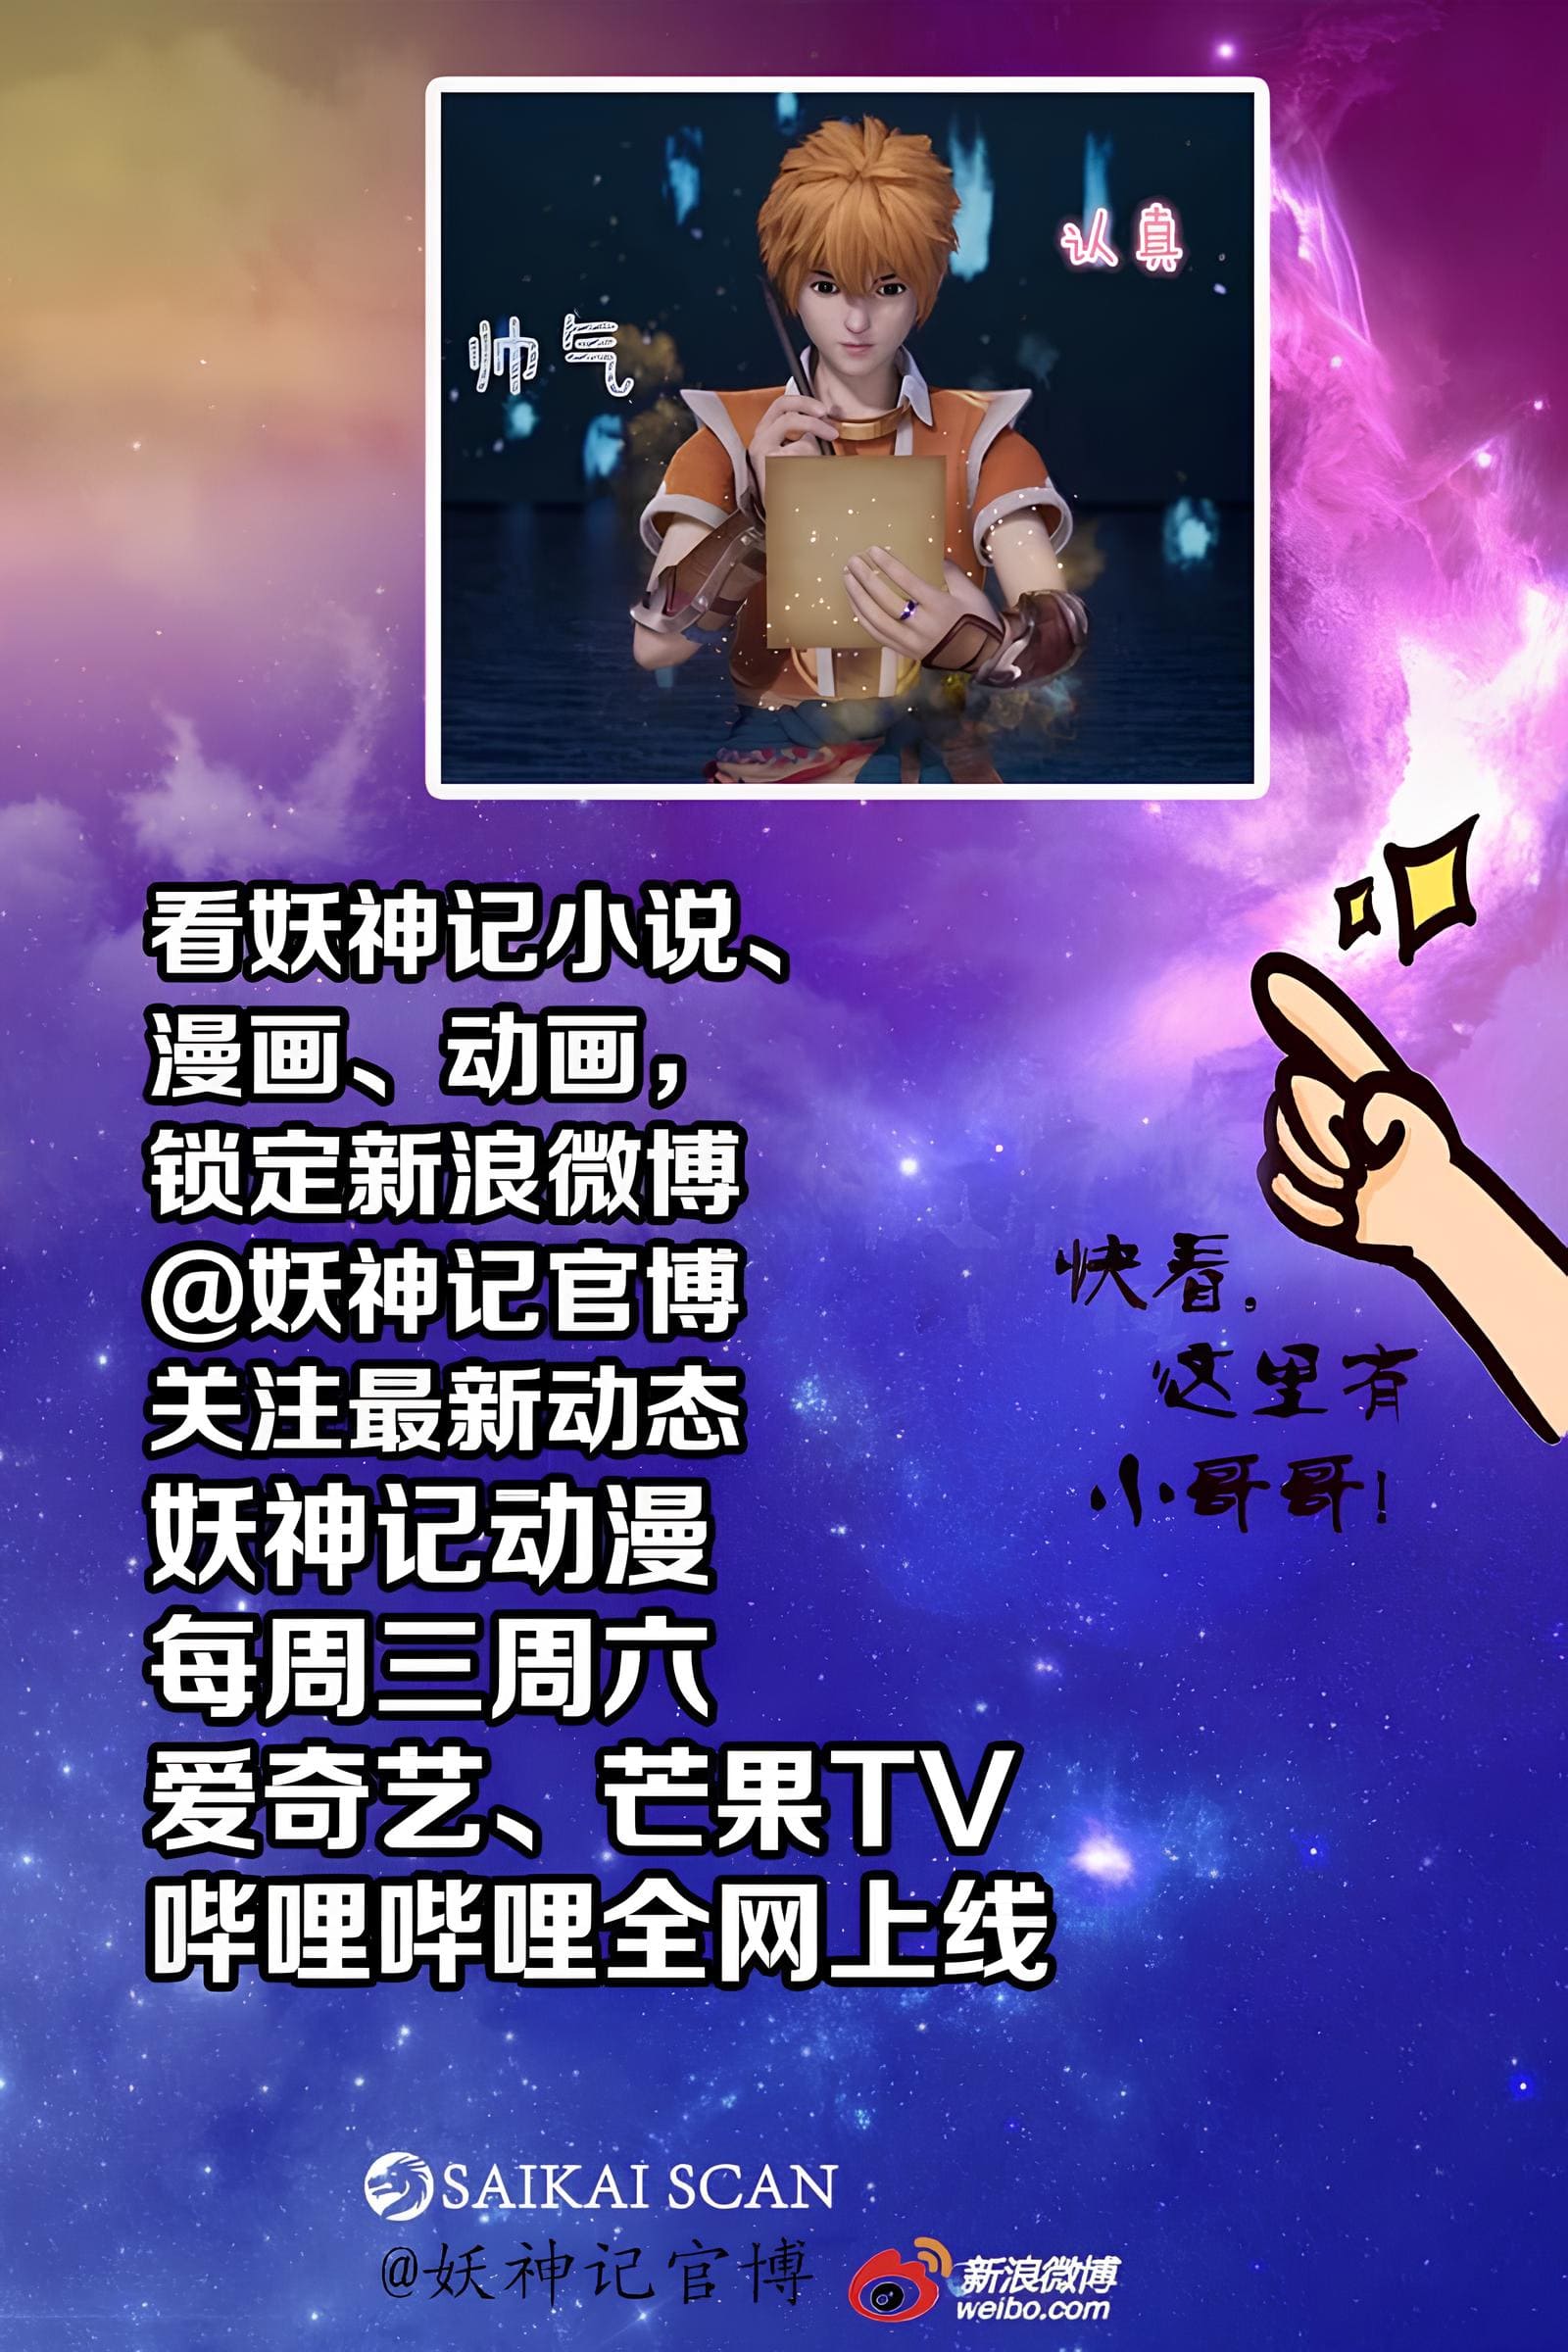 认真
帅气
看妖神记小说、
漫画、动画，
锁定新浪微博
@妖神记官博
关注最新动态
妖神记动漫
每周三周六
爱奇艺、芒果TV
哔哩哔哩全网上线
快看，
这里有
小哥哥！
SAIKAI SCAN
@妖神记官博
新浪微博
weibo.com